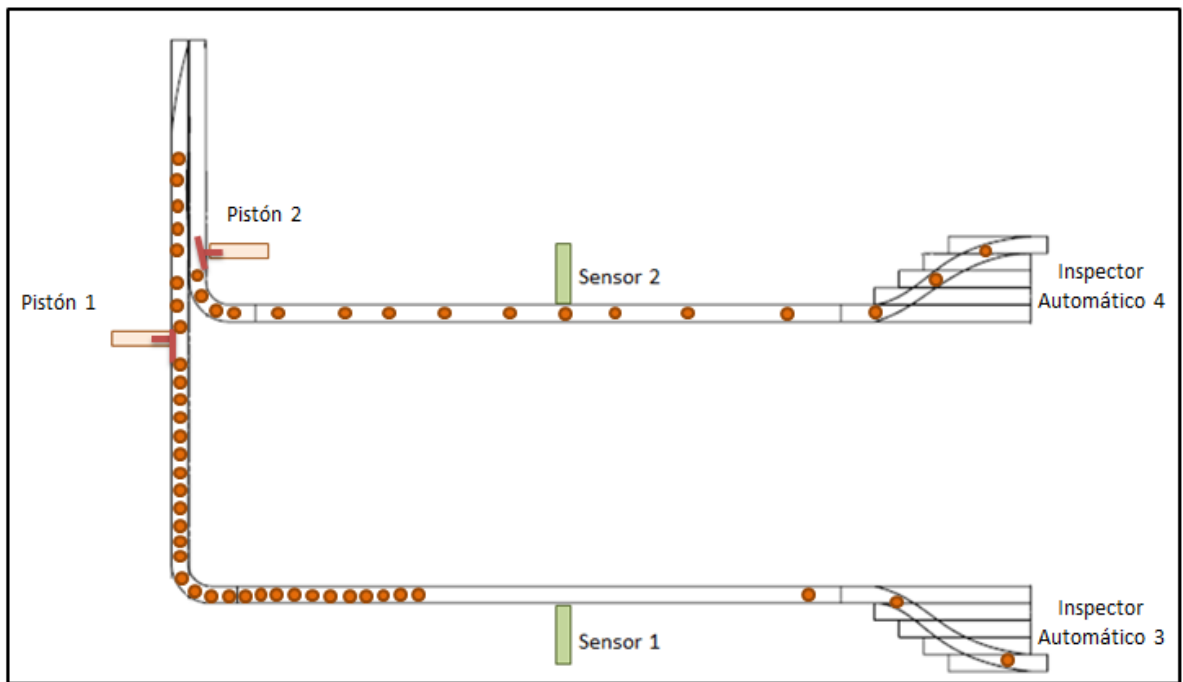 Pistón 2
Sensor 2
Inspector
Automático 4
Pistón 1
Sensor 1
Inspector
Automático 3